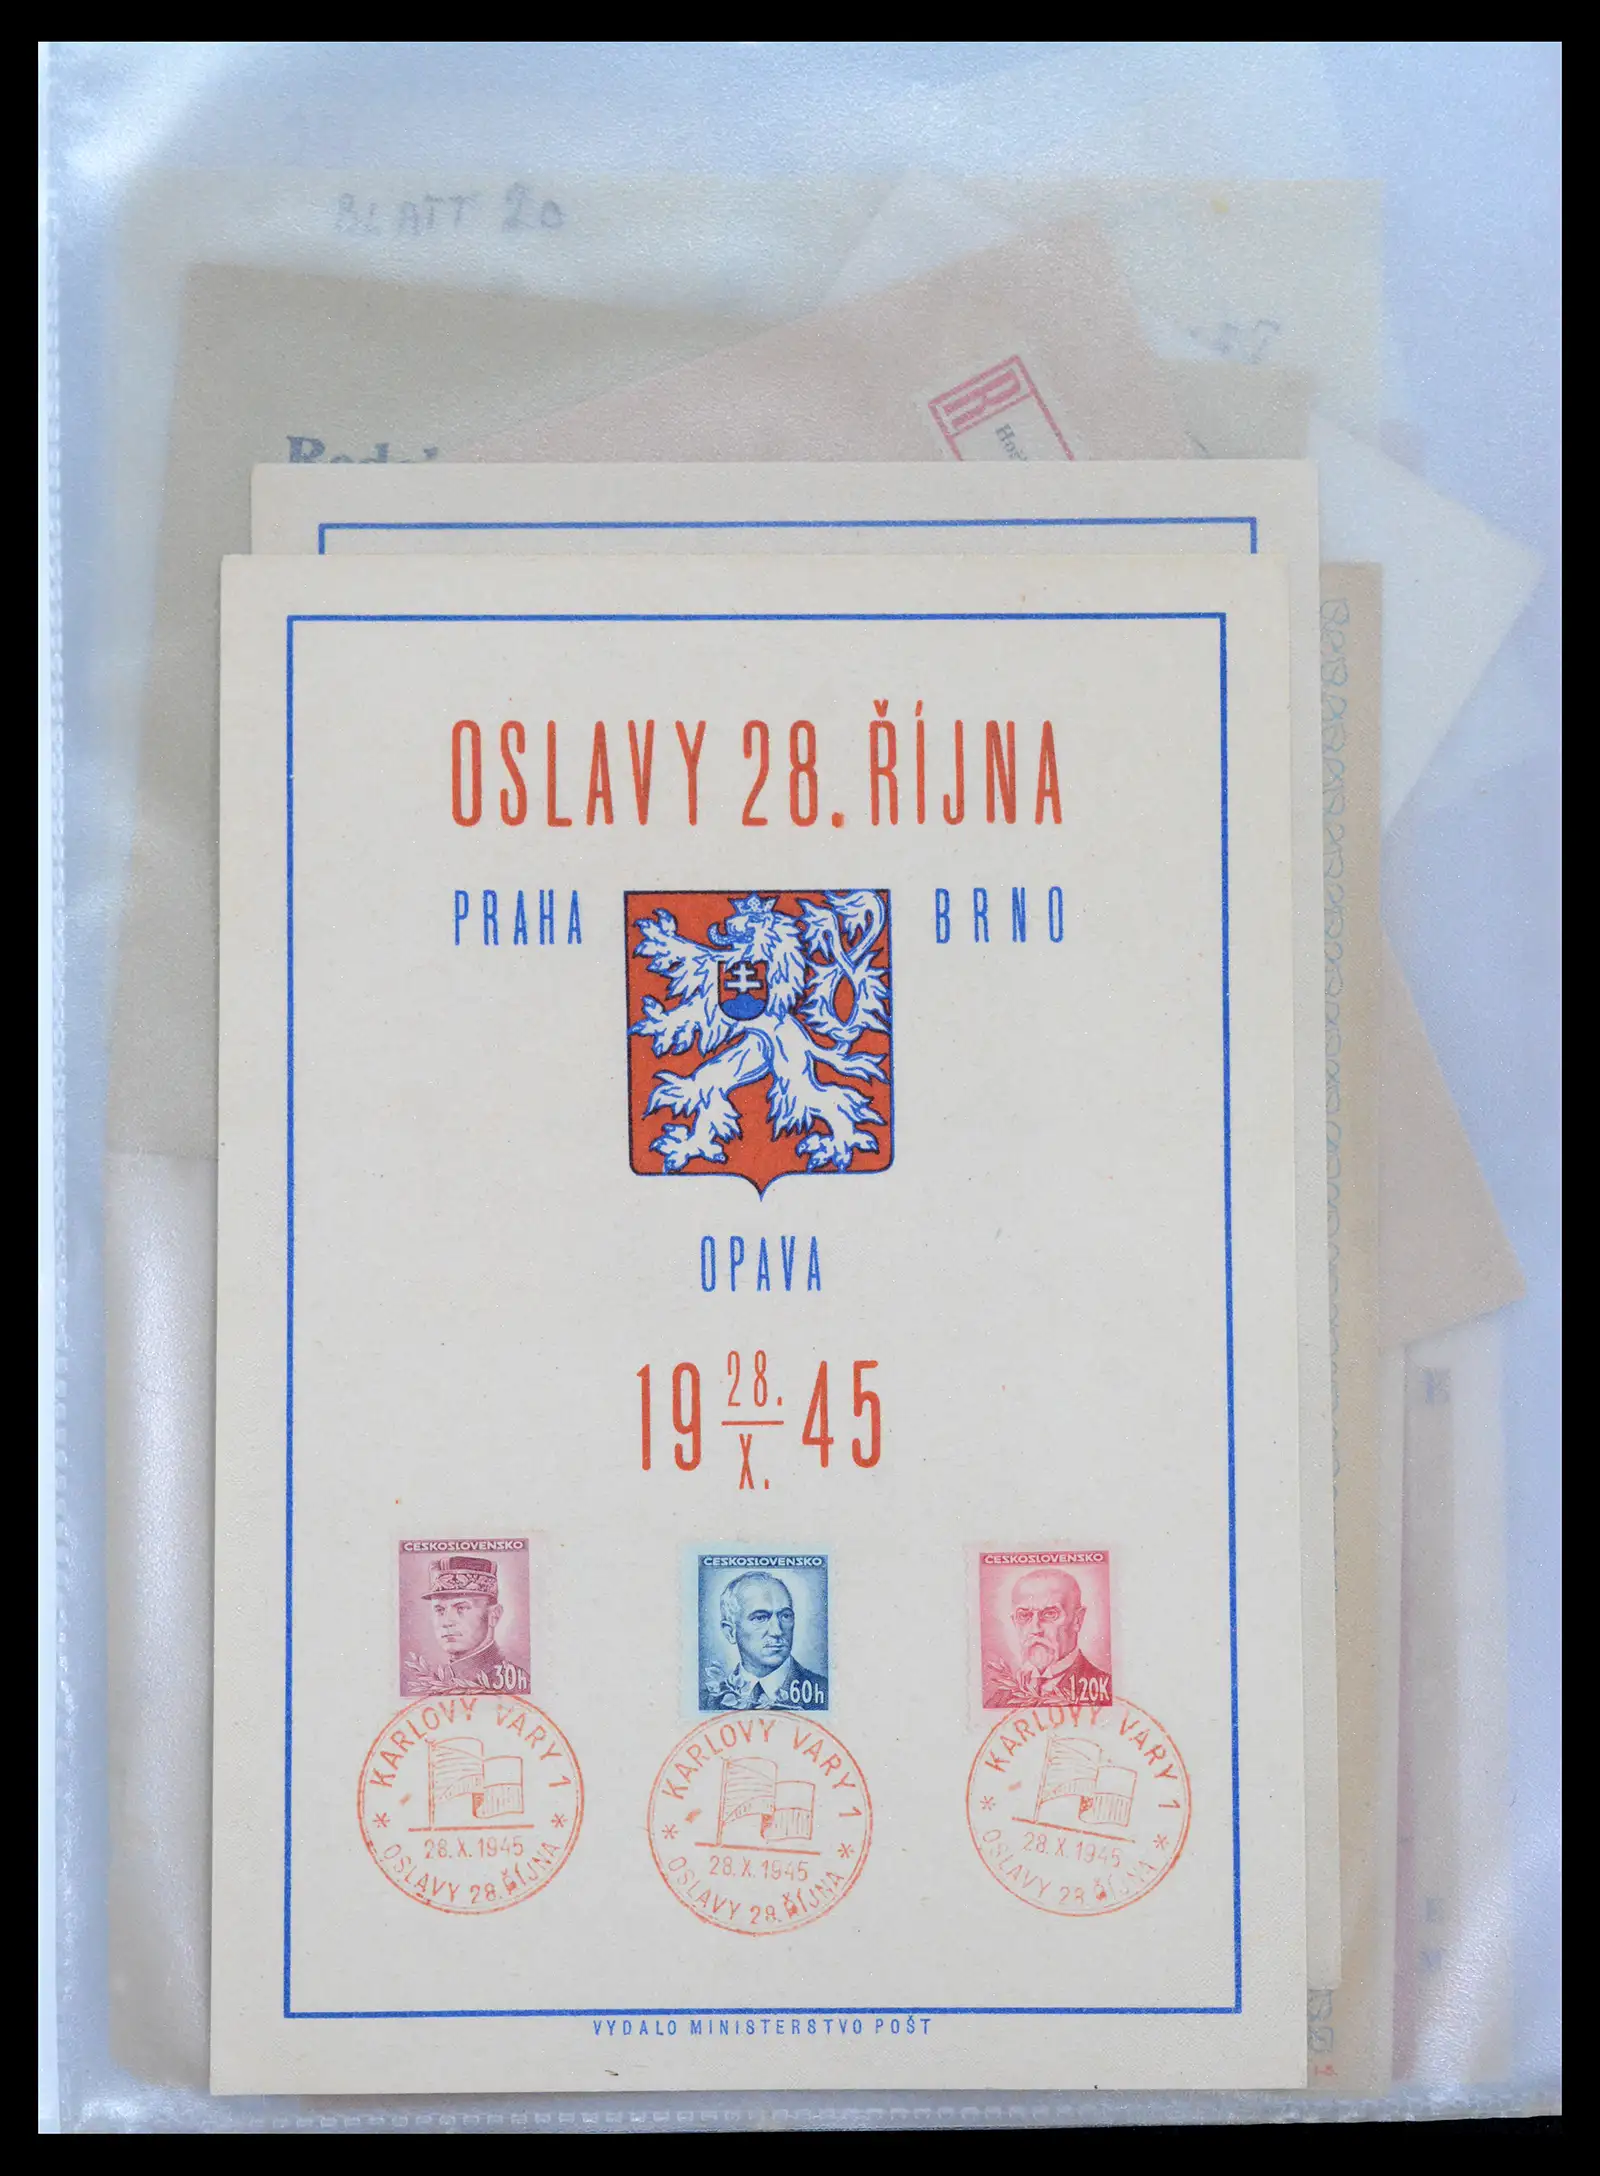 BLATT 20
R
OSLAVY 28. ŘÍJNA
PRAHA BRNO
OPAVA
19 28. X. 45
ČESKOSLOVENSKO
30h
ČESKOSLOVENSKO
60h
ČESKOSLOVENSKO
1,20K
KARLOVY VARY 1
28.X.1945
* OSLAVY 28. ŘÍJNA *
KARLOVY VARY 1
28.X.1945
* OSLAVY 28. ŘÍJNA *
KARLOVY VARY 1
28.X.1945
* OSLAVY 28. ŘÍJNA *
VYDALO MINISTERSTVO POŠT
1